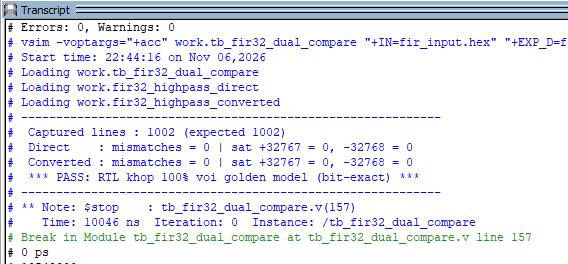 Transcript
# Errors: 0, Warnings: 0
# vsim -voptargs="+acc" work.tb_fir32_dual_compare "+IN=fir_input.hex" "+EXP_D=f
# Start time: 22:44:16 on Nov 06,2026
# Loading work.tb_fir32_dual_compare
# Loading work.fir32_highpass_direct
# Loading work.fir32_highpass_converted
# ---------------------------------------------------------
#  Captured lines : 1002 (expected 1002)
#  Direct    : mismatches = 0 | sat +32767 = 0, -32768 = 0
#  Converted : mismatches = 0 | sat +32767 = 0, -32768 = 0
#  *** PASS: RTL khop 100% voi golden model (bit-exact) ***
# ---------------------------------------------------------
# ** Note: $stop    : tb_fir32_dual_compare.v(157)
#    Time: 10046 ns  Iteration: 0  Instance: /tb_fir32_dual_compare
# Break in Module tb_fir32_dual_compare at tb_fir32_dual_compare.v line 157
# 0 ps